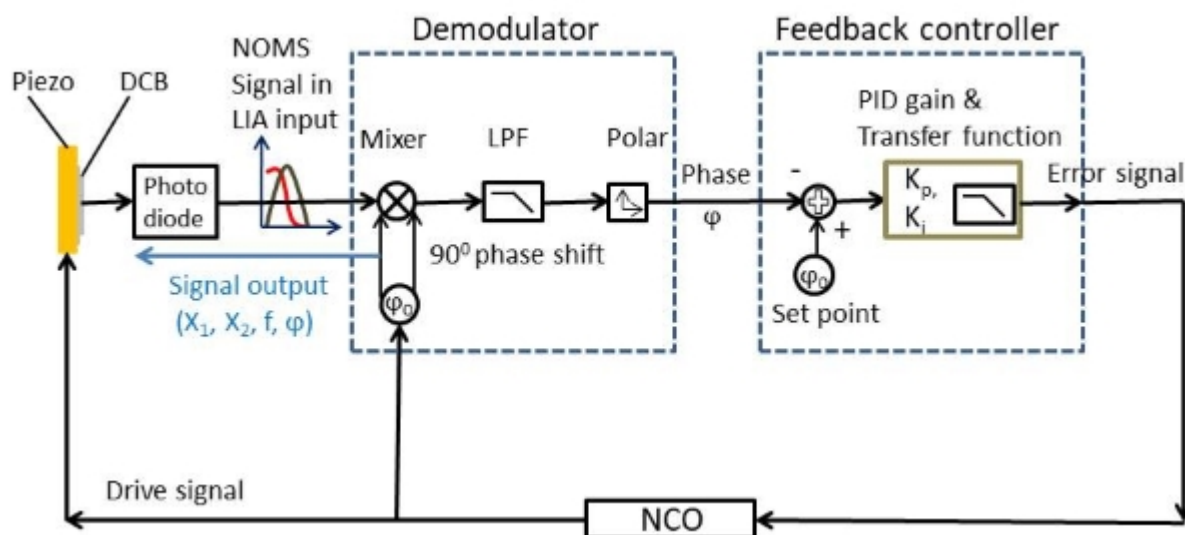 Demodulator
Feedback controller
Piezo
DCB
NOMS
Signal in
LIA input
Mixer
LPF
Polar
PID gain &
Transfer function
Photo
diode
Phase
φ
-
+
Kp,
Ki
Error signal
90⁰ phase shift
Signal output
(X₁, X₂, f, φ)
φ₀
φ₀
Set point
Drive signal
NCO